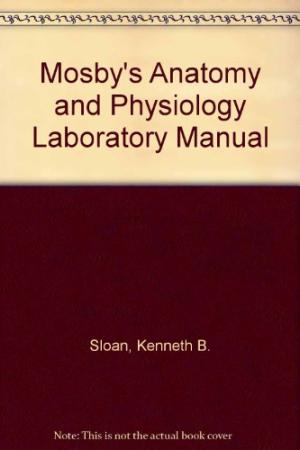 Mosby's Anatomy
and Physiology
Laboratory Manual
Sloan, Kenneth B.
Note: This is not the actual book cover